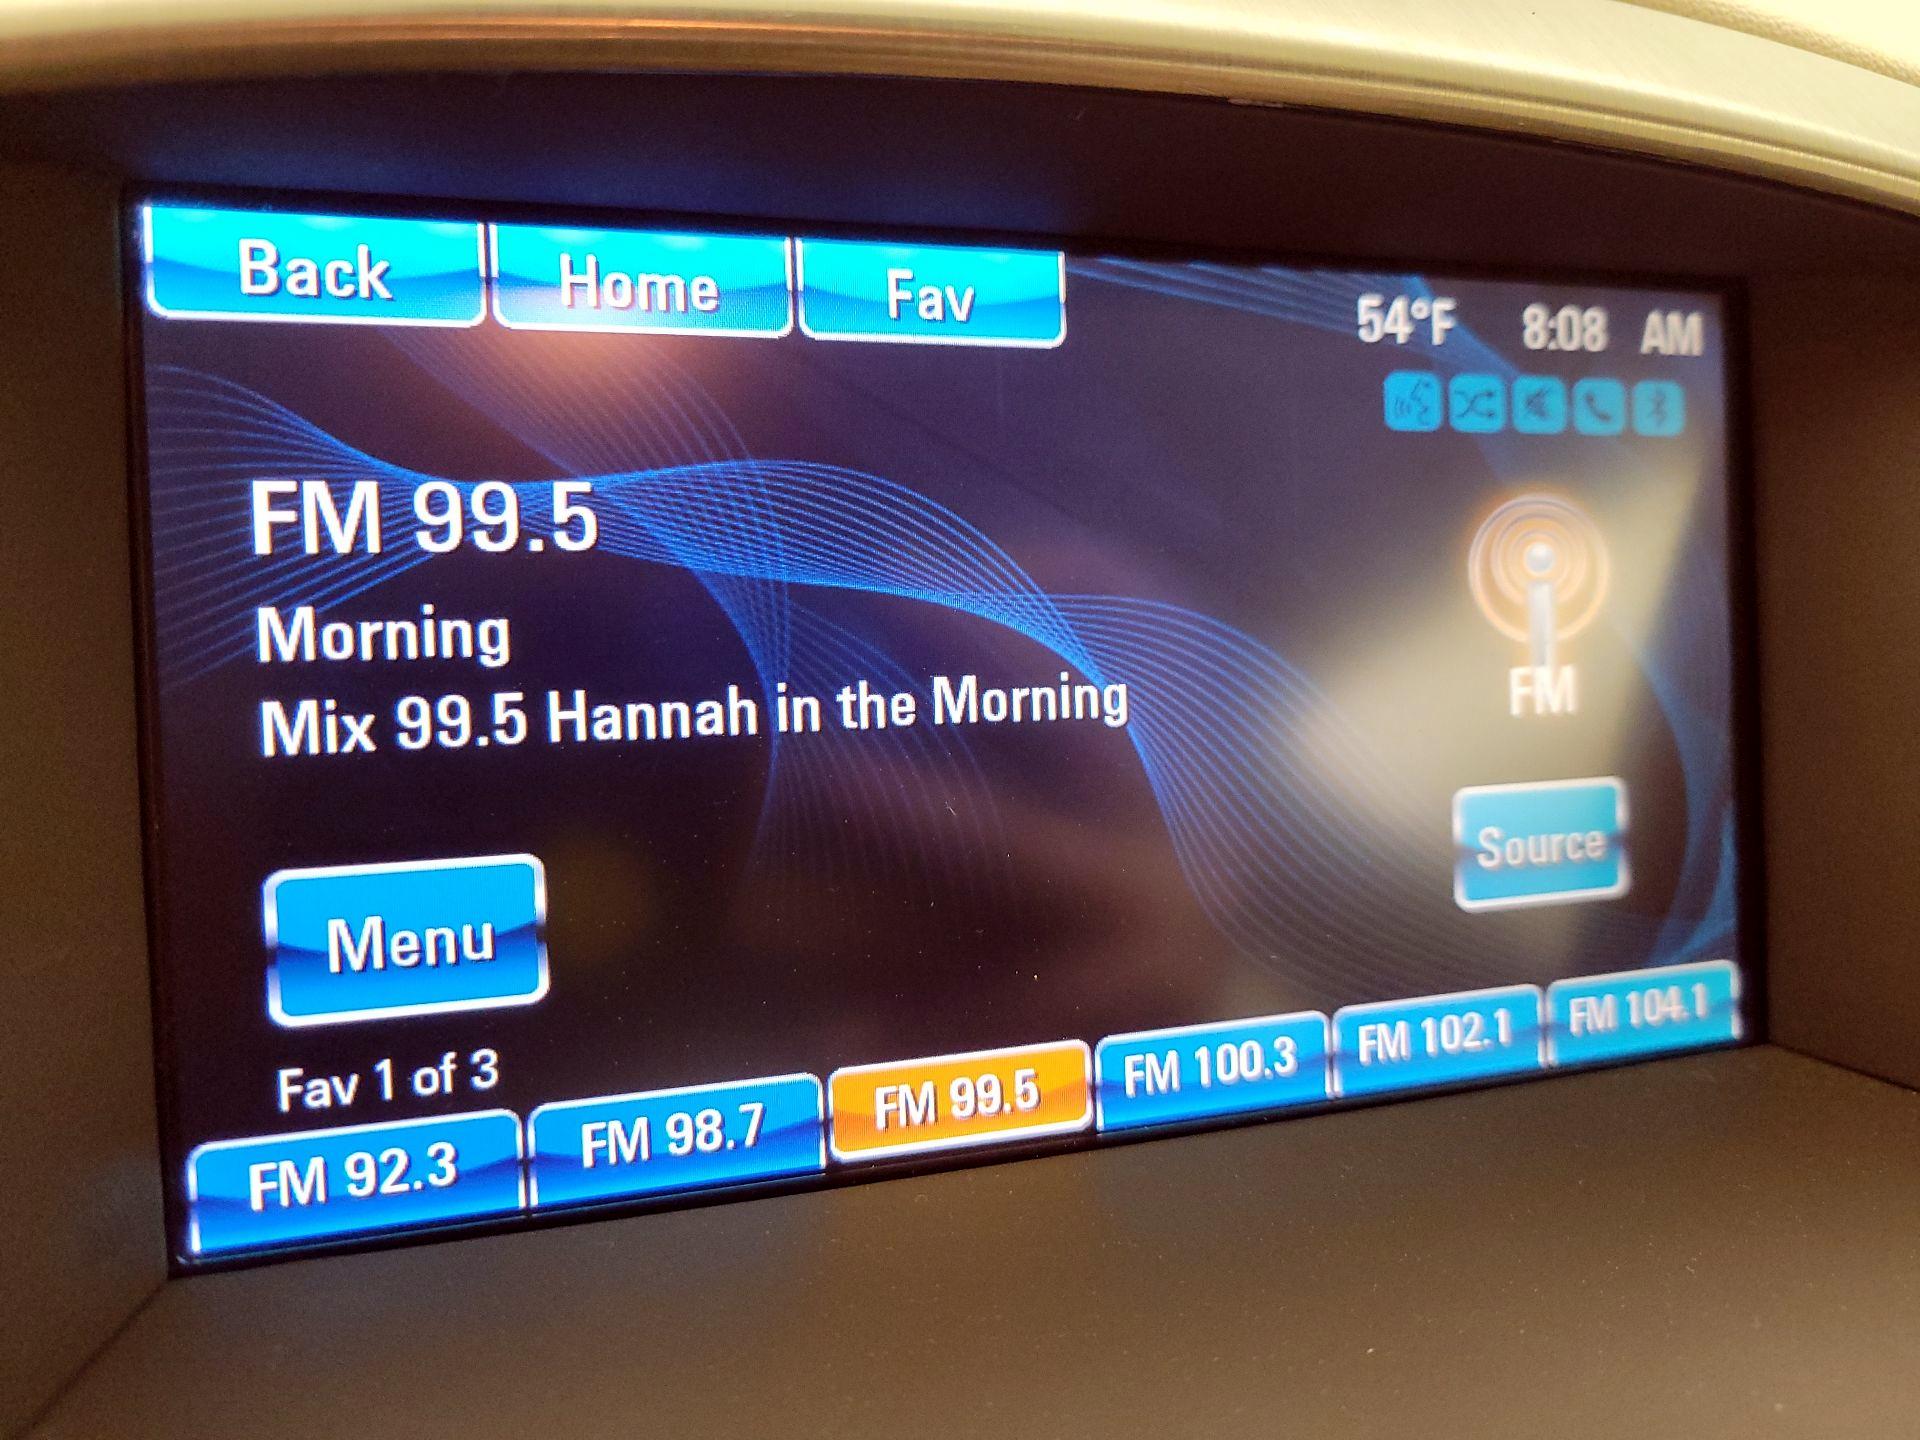 Back Home Fav
54°F 8:08 AM
FM 99.5
Morning
Mix 99.5 Hannah in the Morning
FM
Source
Menu
Fav 1 of 3
FM 92.3 FM 98.7 FM 99.5 FM 100.3 FM 102.1 FM 104.1